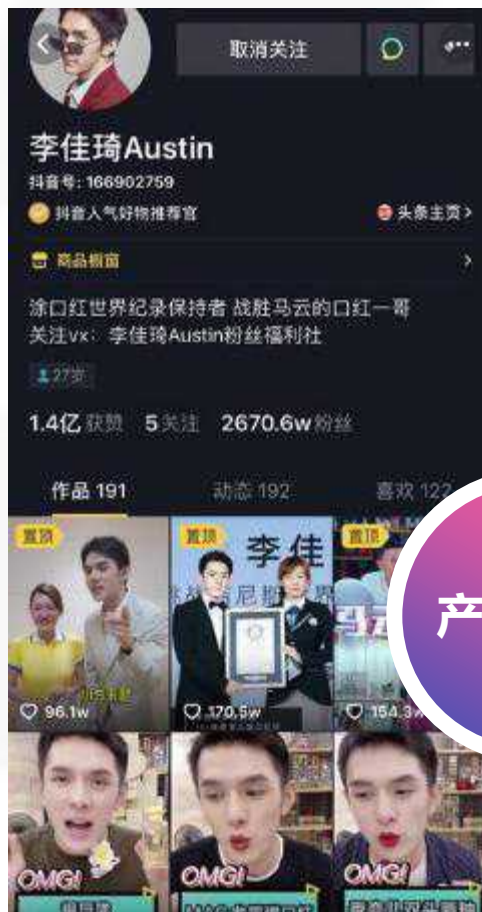 取消关注
李佳琦Austin
抖音号: 166902759
抖音人气好物推荐官
头条主页
商品橱窗
涂口红世界纪录保持者 战胜马云的口红一哥
关注vx：李佳琦Austin粉丝福利社
27岁
1.4亿获赞 5关注 2670.6w粉丝
作品 191 动态 192 喜欢 122
置顶 置顶 置顶
李佳
产
96.1w 170.5w 154.3w
OMG! OMG! OMG!